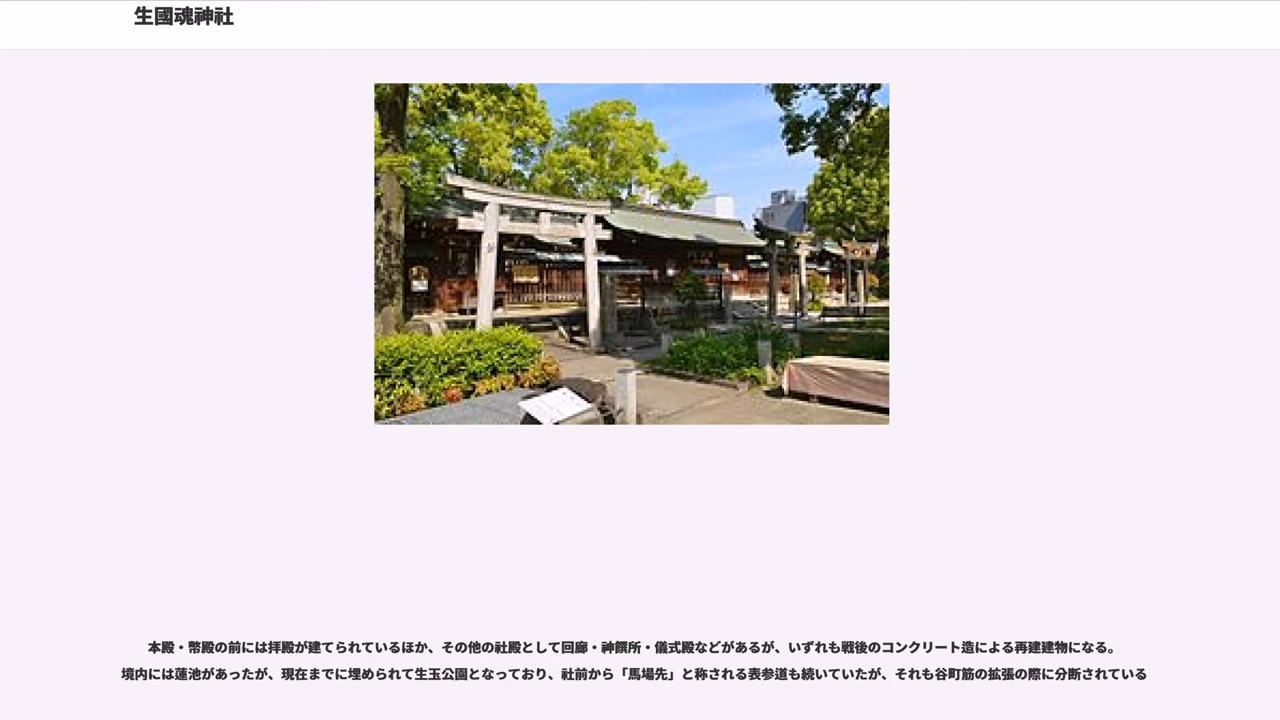 生國魂神社
本殿・幣殿の前には拝殿が建てられているほか、その他の社殿として回廊・神饌所・儀式殿などがあるが、いずれも戦後のコンクリート造による再建建物になる。
境内には蓮池があったが、現在までに埋められて生玉公園となっており、社前から「馬場先」と称される表参道も続いていたが、それも谷町筋の拡張の際に分断されている